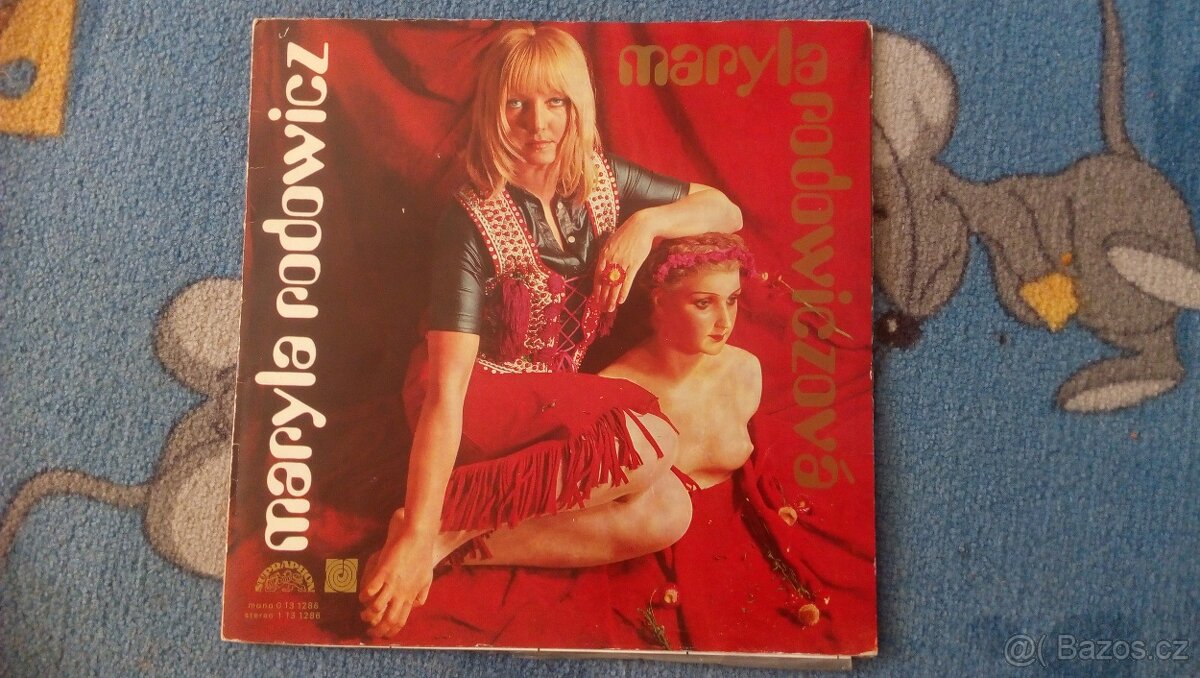 maryla rodowicz
maryla
rodowiczová
SUPRAPHON
mono 0 13 1286
stereo 1 13 1286
@( Bazos.cz